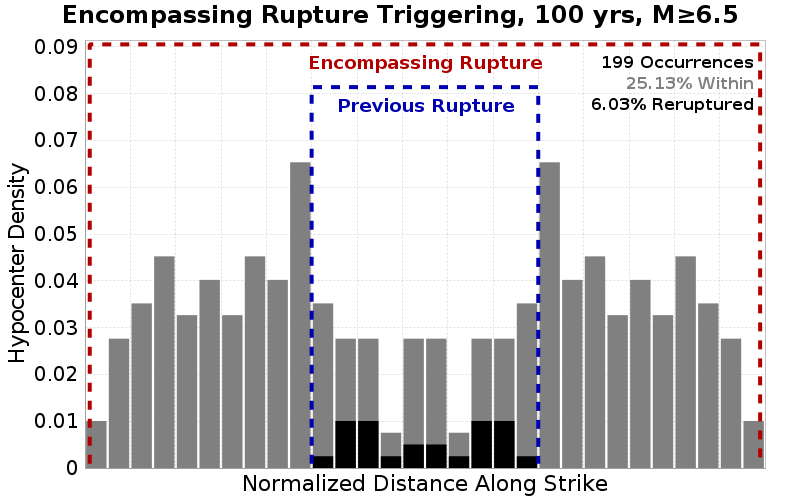 Encompassing Rupture Triggering, 100 yrs, M≥6.5
Encompassing Rupture
Previous Rupture
199 Occurrences
25.13% Within
6.03% Reruptured
Hypocenter Density
0.09
0.08
0.07
0.06
0.05
0.04
0.03
0.02
0.01
0
Normalized Distance Along Strike